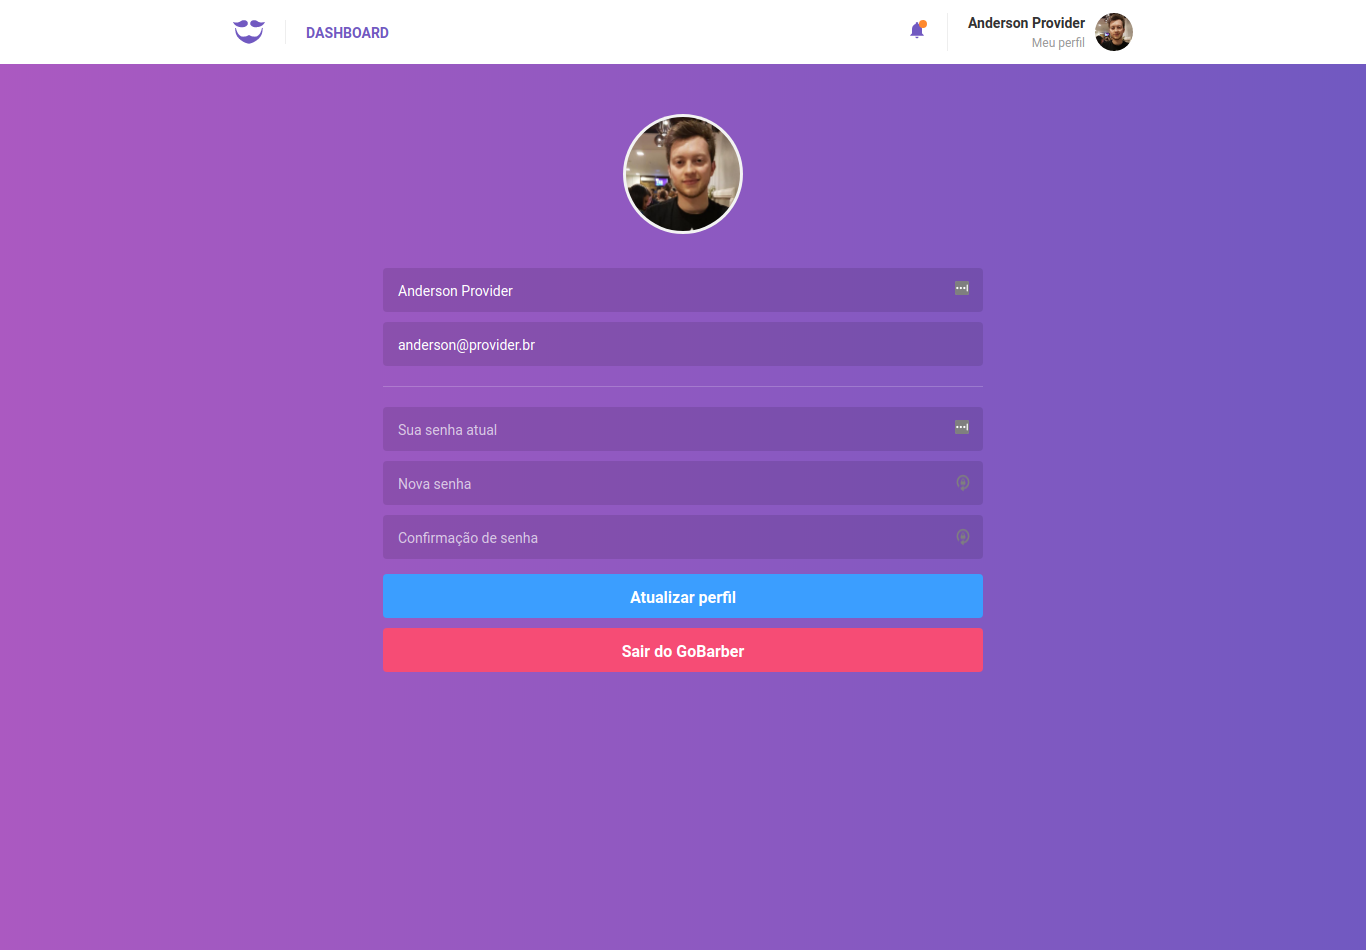 DASHBOARD
Anderson Provider
Meu perfil
Anderson Provider
anderson@provider.br
Sua senha atual
Nova senha
Confirmação de senha
Atualizar perfil
Sair do GoBarber